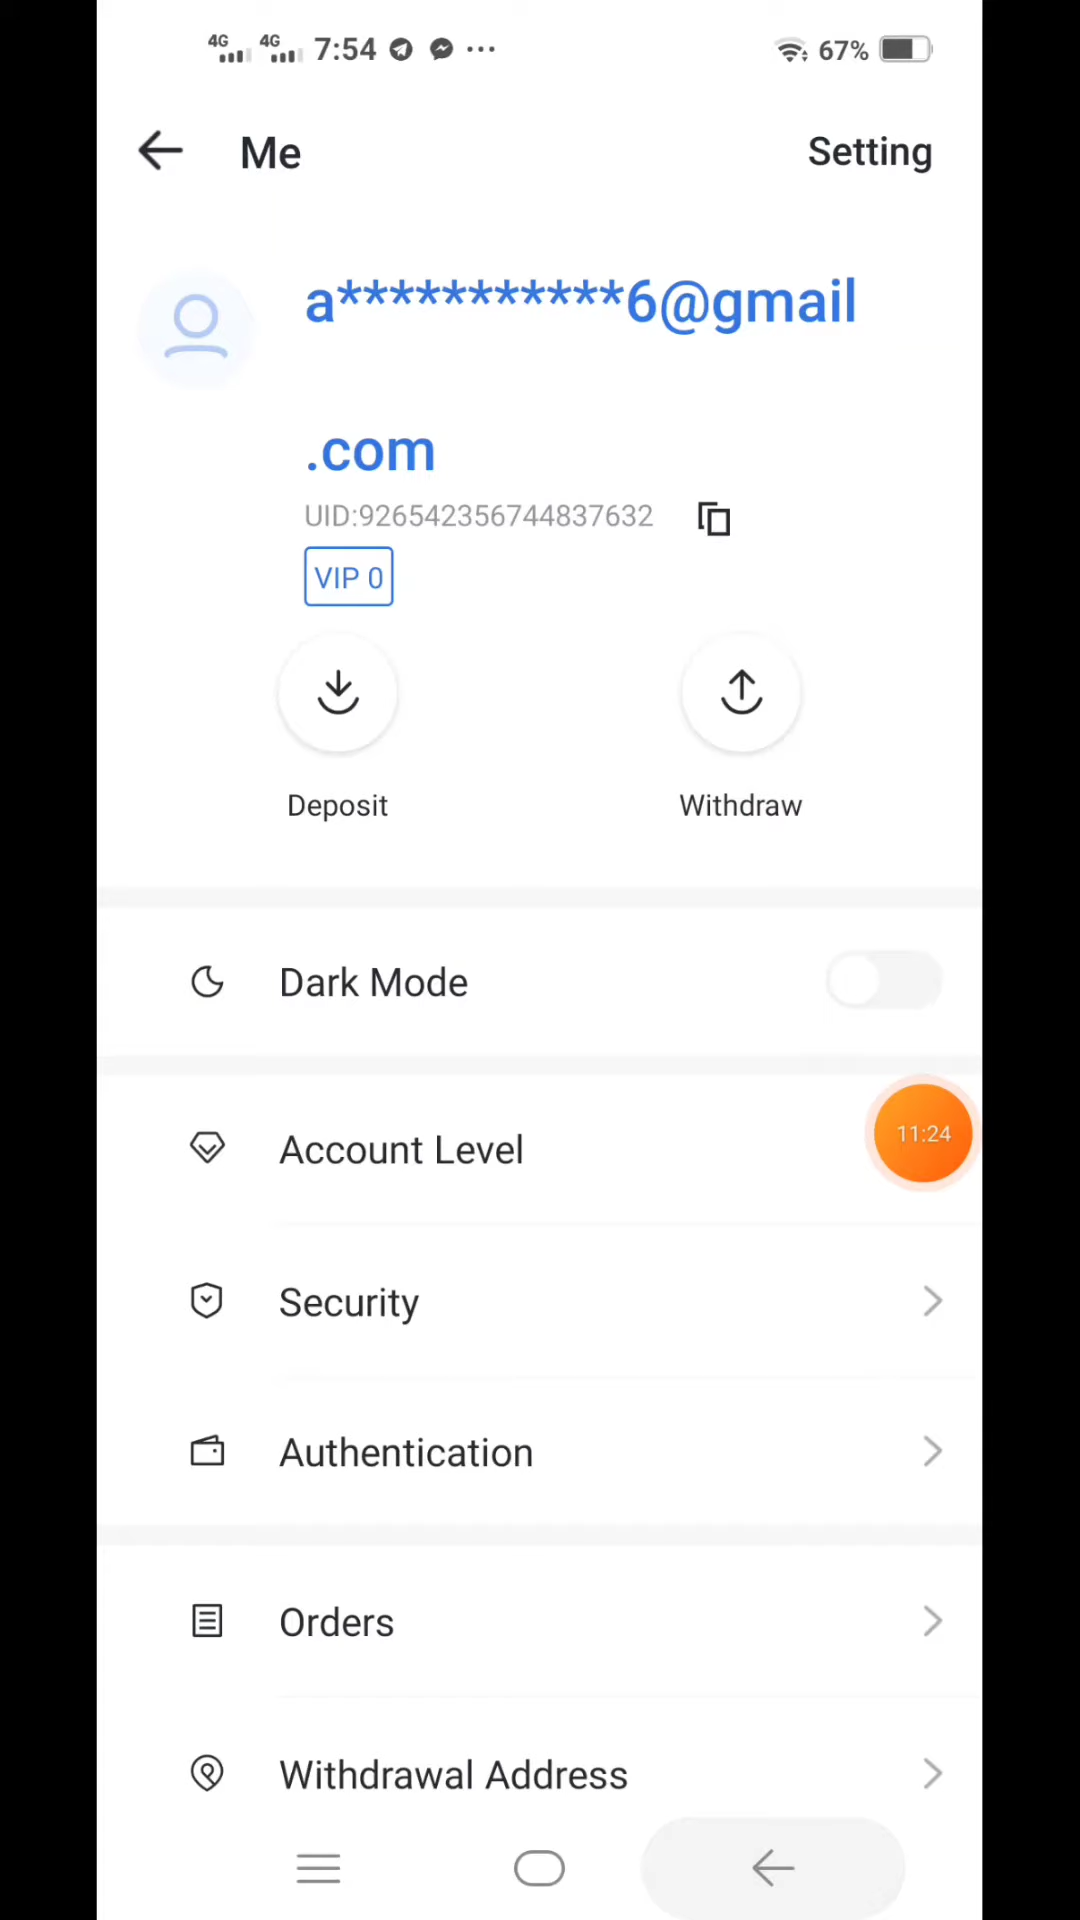 4G 4G 7:54 67%
Me Setting
a***********6@gmail
.com
UID:926542356744837632
VIP 0
Deposit Withdraw
Dark Mode
11:24
Account Level
Security
Authentication
Orders
Withdrawal Address